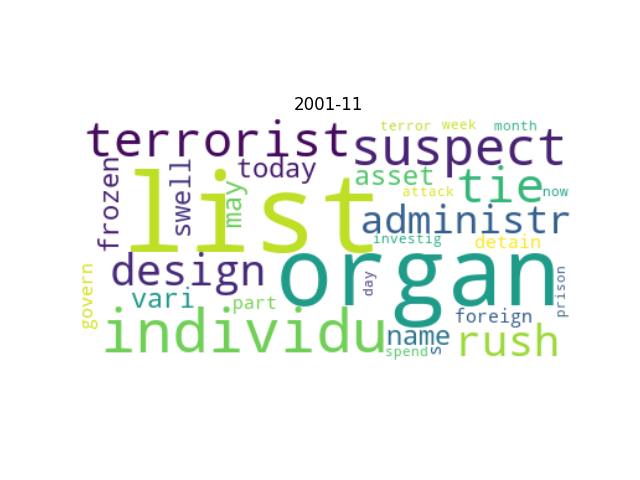 2001-11
terror week month
terrorist suspect
frozen swell today asset tie
may attack now
list administr
investig detain
design organ
govern vari part day foreign prison
individu name rush
spend s